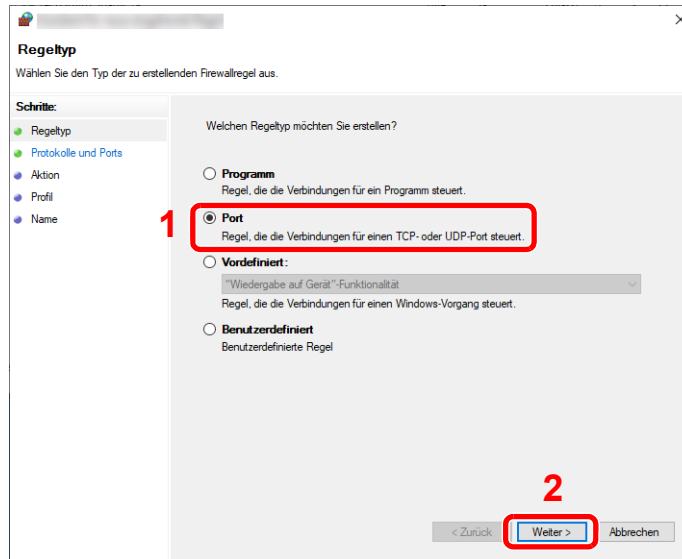 Regeltyp
Wählen Sie den Typ der zu erstellenden Firewallregel aus.
Schritte:
Regeltyp
Protokolle und Ports
Aktion
Profil
Name
Welchen Regeltyp möchten Sie erstellen?
Programm
Regel, die die Verbindungen für ein Programm steuert.
1
Port
Regel, die die Verbindungen für einen TCP- oder UDP-Port steuert.
Vordefiniert:
"Wiedergabe auf Gerät"-Funktionalität
Regel, die die Verbindungen für einen Windows-Vorgang steuert.
Benutzerdefiniert
Benutzerdefinierte Regel
2
< Zurück
Weiter >
Abbrechen